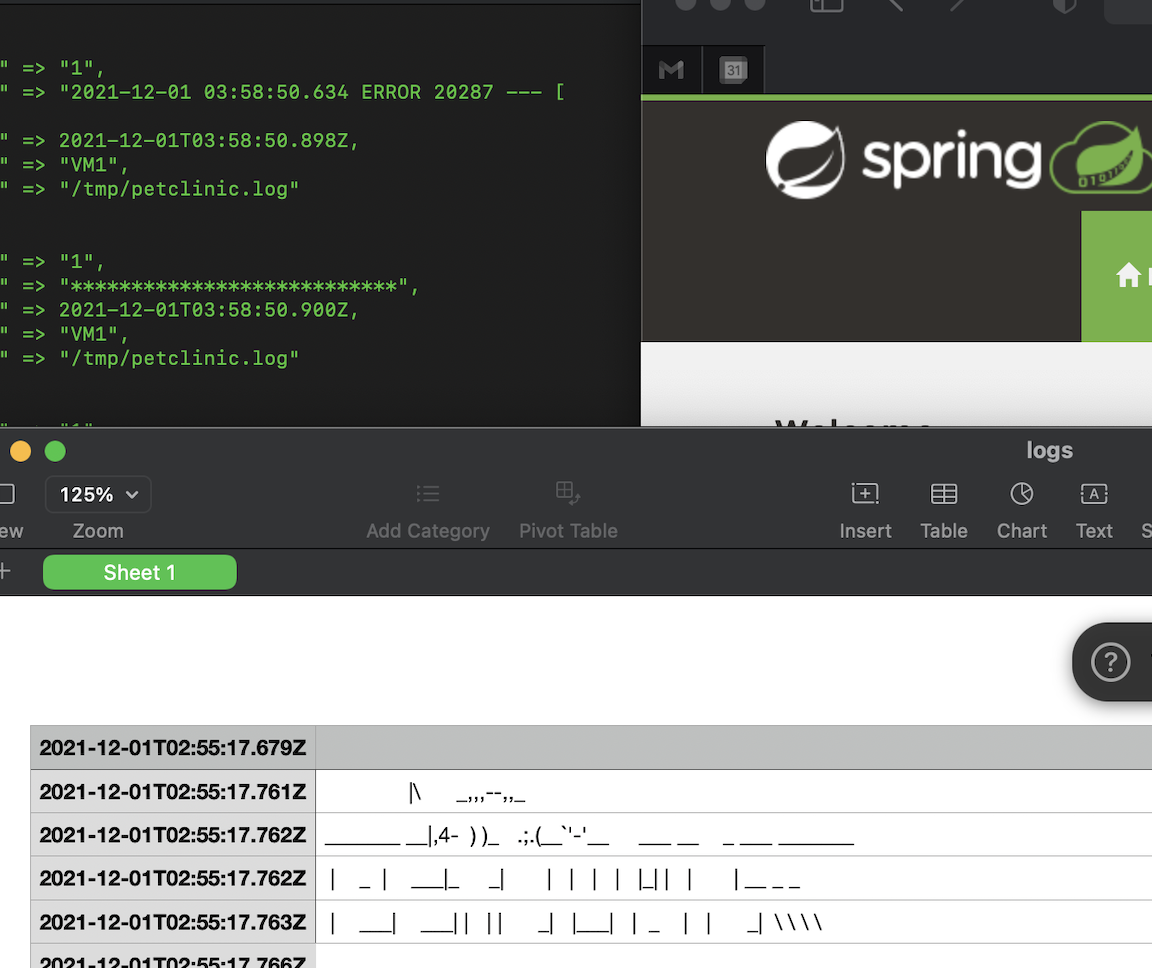 " => "1",
" => "2021-12-01 03:58:50.634 ERROR 20287 --- [
" => 2021-12-01T03:58:50.898Z,
" => "VM1",
" => "/tmp/petclinic.log"
" => "1",
" => "***************************",
" => 2021-12-01T03:58:50.900Z,
" => "VM1",
" => "/tmp/petclinic.log"
31
spring
Welcome
logs
125%
ew
Zoom
Add Category
Pivot Table
Insert
Table
Chart
Text
S
+
Sheet 1
?
2021-12-01T02:55:17.679Z
2021-12-01T02:55:17.761Z |\ _,,,--,,_
2021-12-01T02:55:17.762Z _______ __|,4- ) )_ .;.(__`'-'__ ___ __ _ ___ _______
2021-12-01T02:55:17.762Z | _ | ___|_ _| | | | | |_| | | | __ _ _
2021-12-01T02:55:17.763Z | ___| ___| | | | _| |___| | _ | | _| \\\\
2021-12-01T02:55:17.766Z